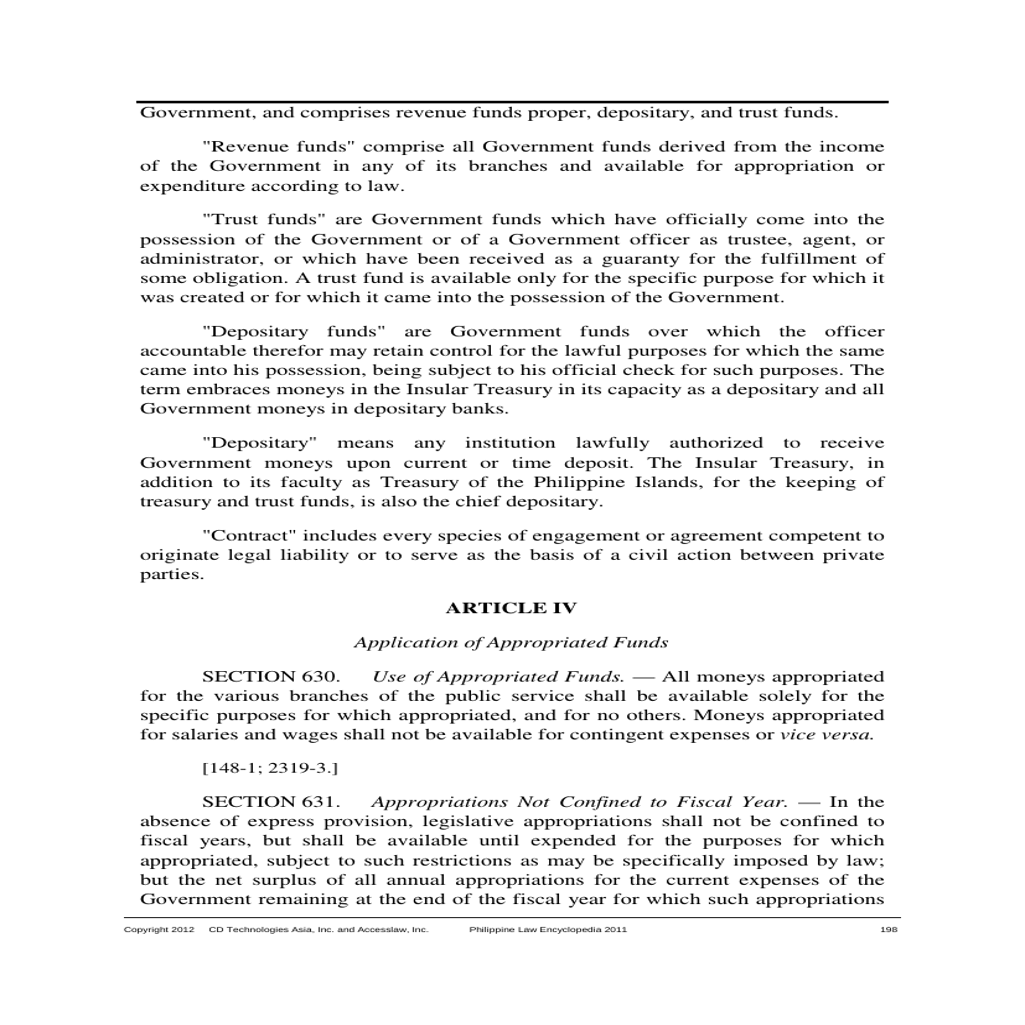 Government, and comprises revenue funds proper, depositary, and trust funds.
"Revenue funds" comprise all Government funds derived from the income
of the Government in any of its branches and available for appropriation or
expenditure according to law.
"Trust funds" are Government funds which have officially come into the
possession of the Government or of a Government officer as trustee, agent, or
administrator, or which have been received as a guaranty for the fulfillment of
some obligation. A trust fund is available only for the specific purpose for which it
was created or for which it came into the possession of the Government.
"Depositary funds" are Government funds over which the officer
accountable therefor may retain control for the lawful purposes for which the same
came into his possession, being subject to his official check for such purposes. The
term embraces moneys in the Insular Treasury in its capacity as a depositary and all
Government moneys in depositary banks.
"Depositary" means any institution lawfully authorized to receive
Government moneys upon current or time deposit. The Insular Treasury, in
addition to its faculty as Treasury of the Philippine Islands, for the keeping of
treasury and trust funds, is also the chief depositary.
"Contract" includes every species of engagement or agreement competent to
originate legal liability or to serve as the basis of a civil action between private
parties.
ARTICLE IV
Application of Appropriated Funds
SECTION 630. Use of Appropriated Funds. — All moneys appropriated
for the various branches of the public service shall be available solely for the
specific purposes for which appropriated, and for no others. Moneys appropriated
for salaries and wages shall not be available for contingent expenses or vice versa.
[148-1; 2319-3.]
SECTION 631. Appropriations Not Confined to Fiscal Year. — In the
absence of express provision, legislative appropriations shall not be confined to
fiscal years, but shall be available until expended for the purposes for which
appropriated, subject to such restrictions as may be specifically imposed by law;
but the net surplus of all annual appropriations for the current expenses of the
Government remaining at the end of the fiscal year for which such appropriations
Copyright 2012 CD Technologies Asia, Inc. and Accesslaw, Inc. Philippine Law Encyclopedia 2011 198